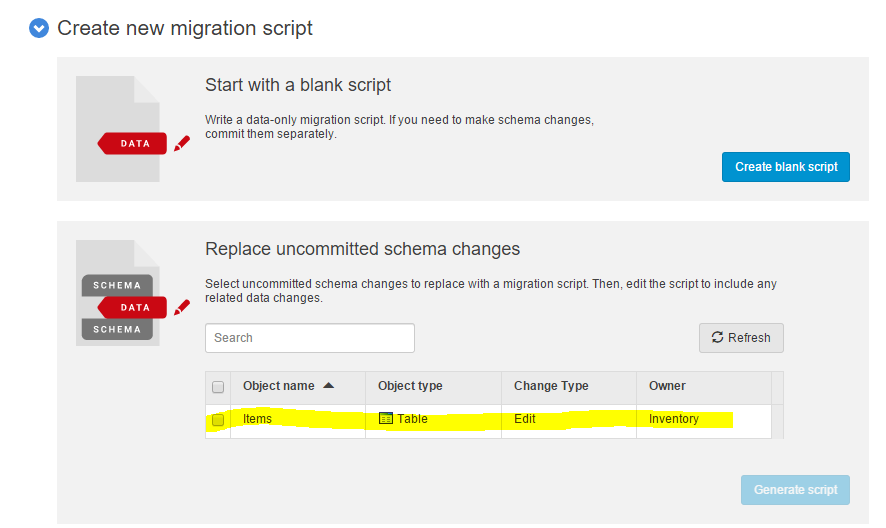 Create new migration script
Start with a blank script
Write a data-only migration script. If you need to make schema changes,
commit them separately.
DATA
Create blank script
Replace uncommitted schema changes
Select uncommitted schema changes to replace with a migration script. Then, edit the script to include any
related data changes.
SCHEMA
DATA
SCHEMA
Search
Refresh
Object name Object type Change Type Owner
Items Table Edit Inventory
Generate script